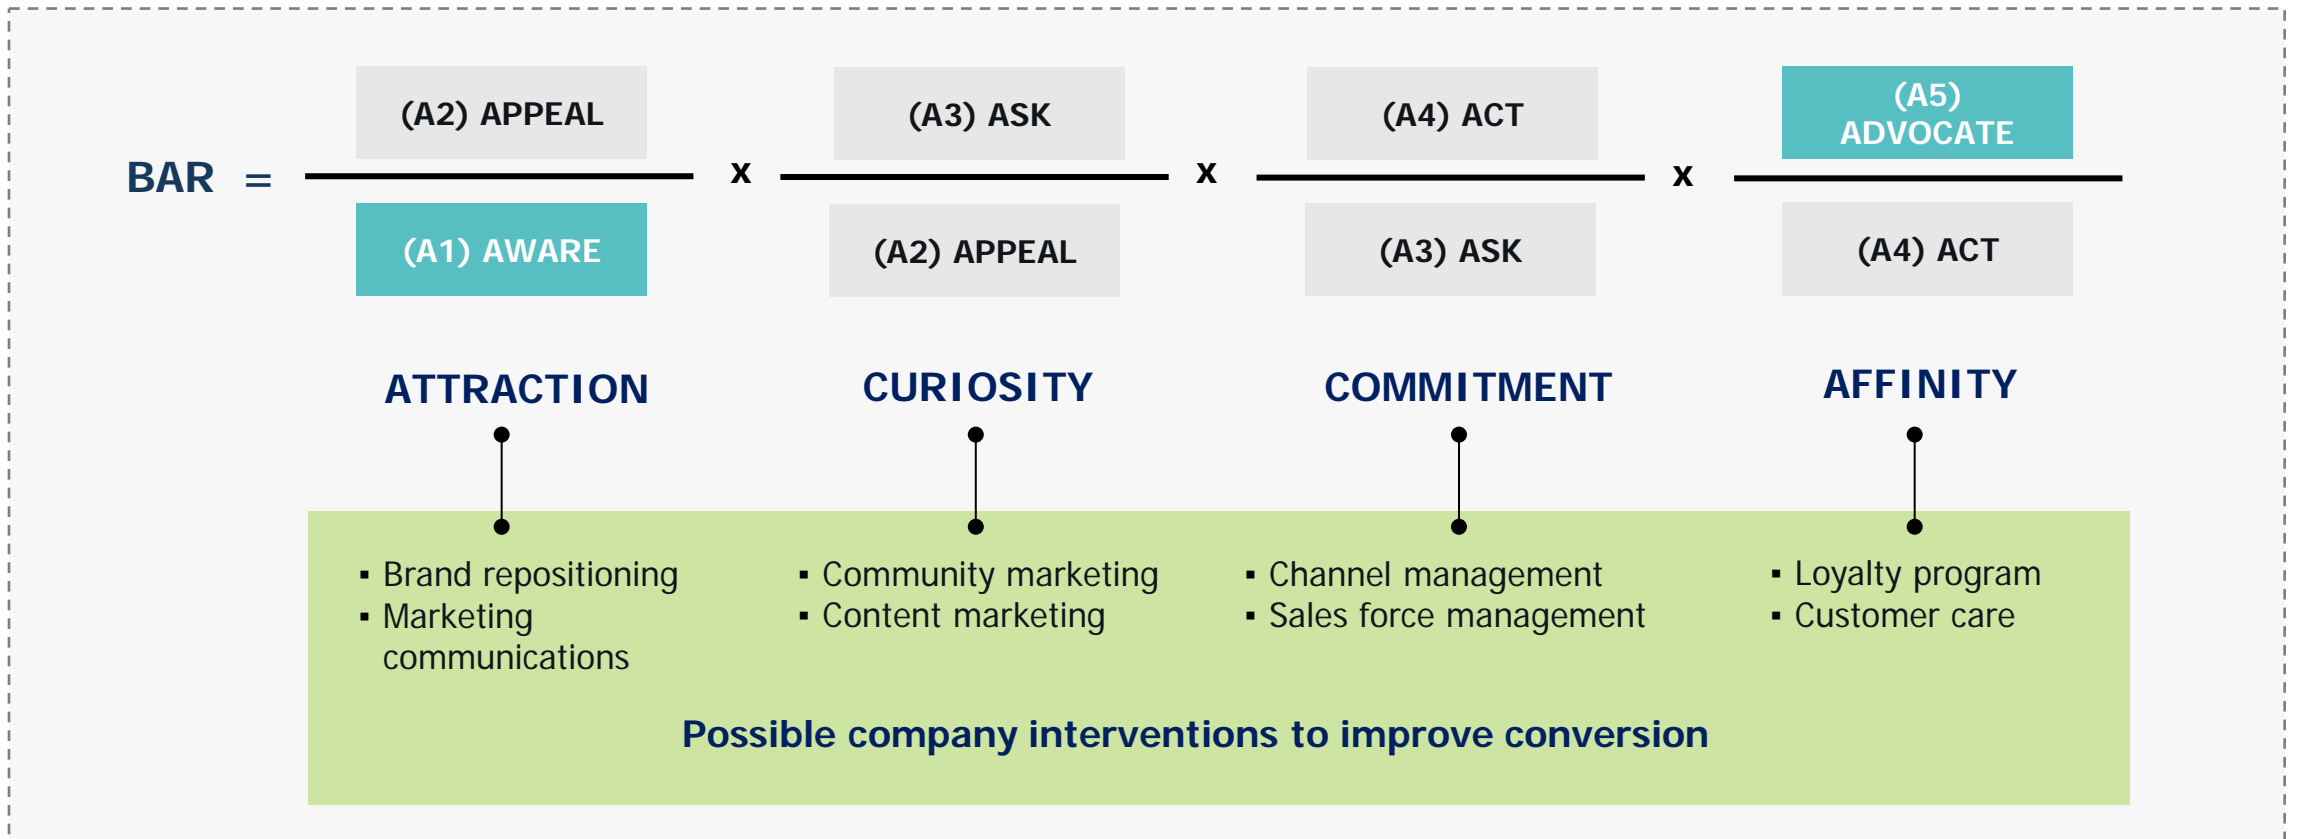 (A2) APPEAL
(A3) ASK
(A4) ACT
(A5)
ADVOCATE
BAR =
x
x
x
(A1) AWARE
(A2) APPEAL
(A3) ASK
(A4) ACT
ATTRACTION
CURIOSITY
COMMITMENT
AFFINITY
▪ Brand repositioning
▪ Marketing
communications
▪ Community marketing
▪ Content marketing
▪ Channel management
▪ Sales force management
▪ Loyalty program
▪ Customer care
Possible company interventions to improve conversion